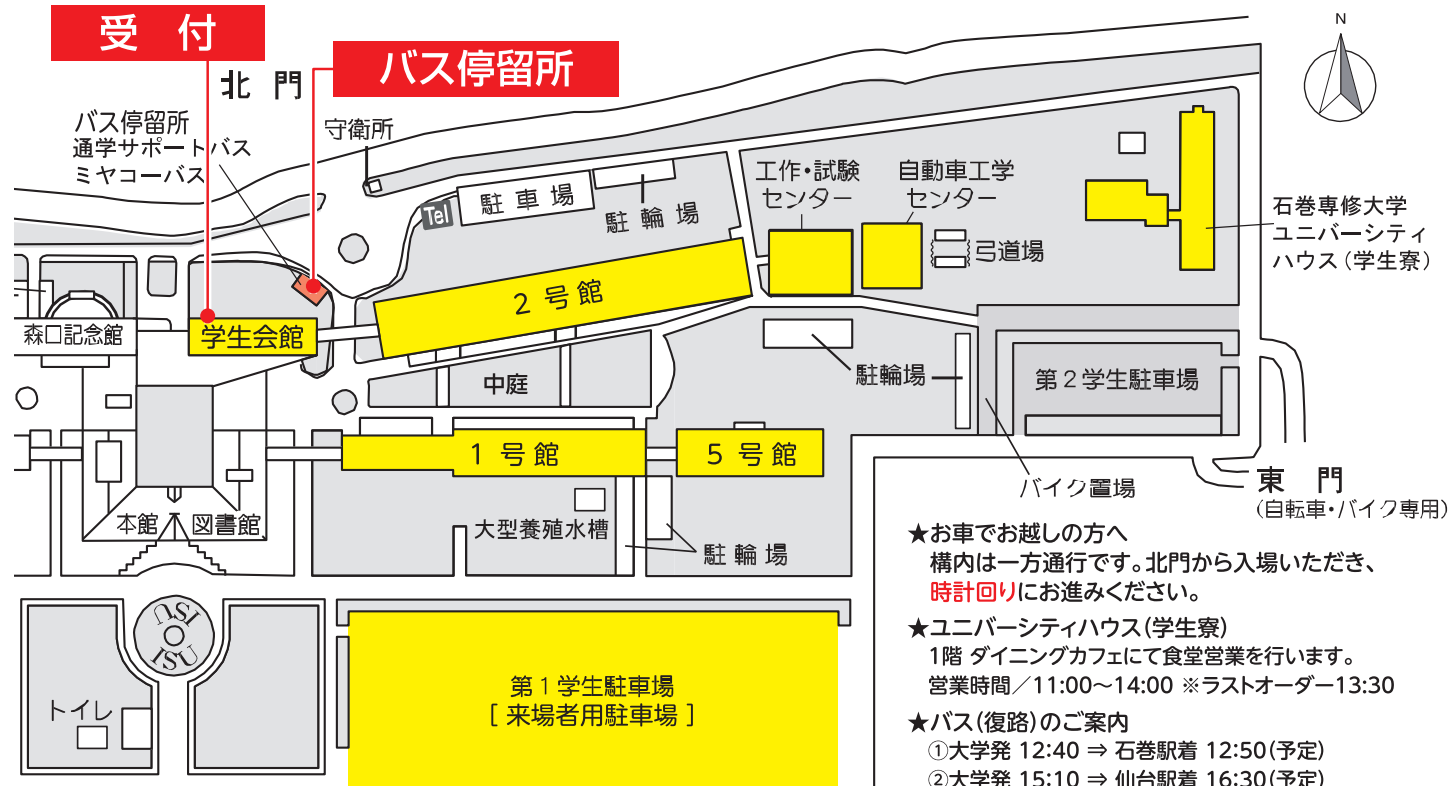 受 付
バス停留所
北 門
N
バス停留所
通学サポートバス
ミヤコーバス
守衛所
Tel
駐 車 場
駐 輪 場
工作・試験
センター
自動車工学
センター
弓道場
石巻専修大学
ユニバーシティ
ハウス(学生寮)
2 号 館
森口記念館
学生会館
中庭
駐輪場
第2学生駐車場
1 号 館
5 号 館
バイク置場
東 門
(自転車・バイク専用)
本館
図書館
大型養殖水槽
駐 輪 場
ISU
ISU
トイレ
第1学生駐車場
[ 来場者用駐車場 ]
★お車でお越しの方へ
構内は一方通行です。北門から入場いただき、
時計回りにお進みください。
★ユニバーシティハウス(学生寮)
1階 ダイニングカフェにて食堂営業を行います。
営業時間／11:00～14:00 ※ラストオーダー13:30
★バス(復路)のご案内
①大学発 12:40 ⇒ 石巻駅着 12:50(予定)
②大学発 15:10 ⇒ 仙台駅着 16:30(予定)